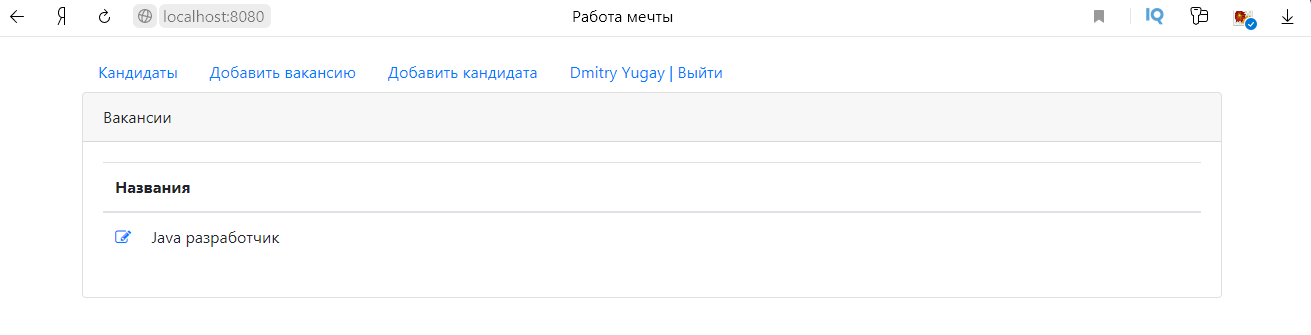 Я localhost:8080 Работа мечты IQ
Кандидаты Добавить вакансию Добавить кандидата Dmitry Yugay | Выйти
Вакансии
Названия
Java разработчик